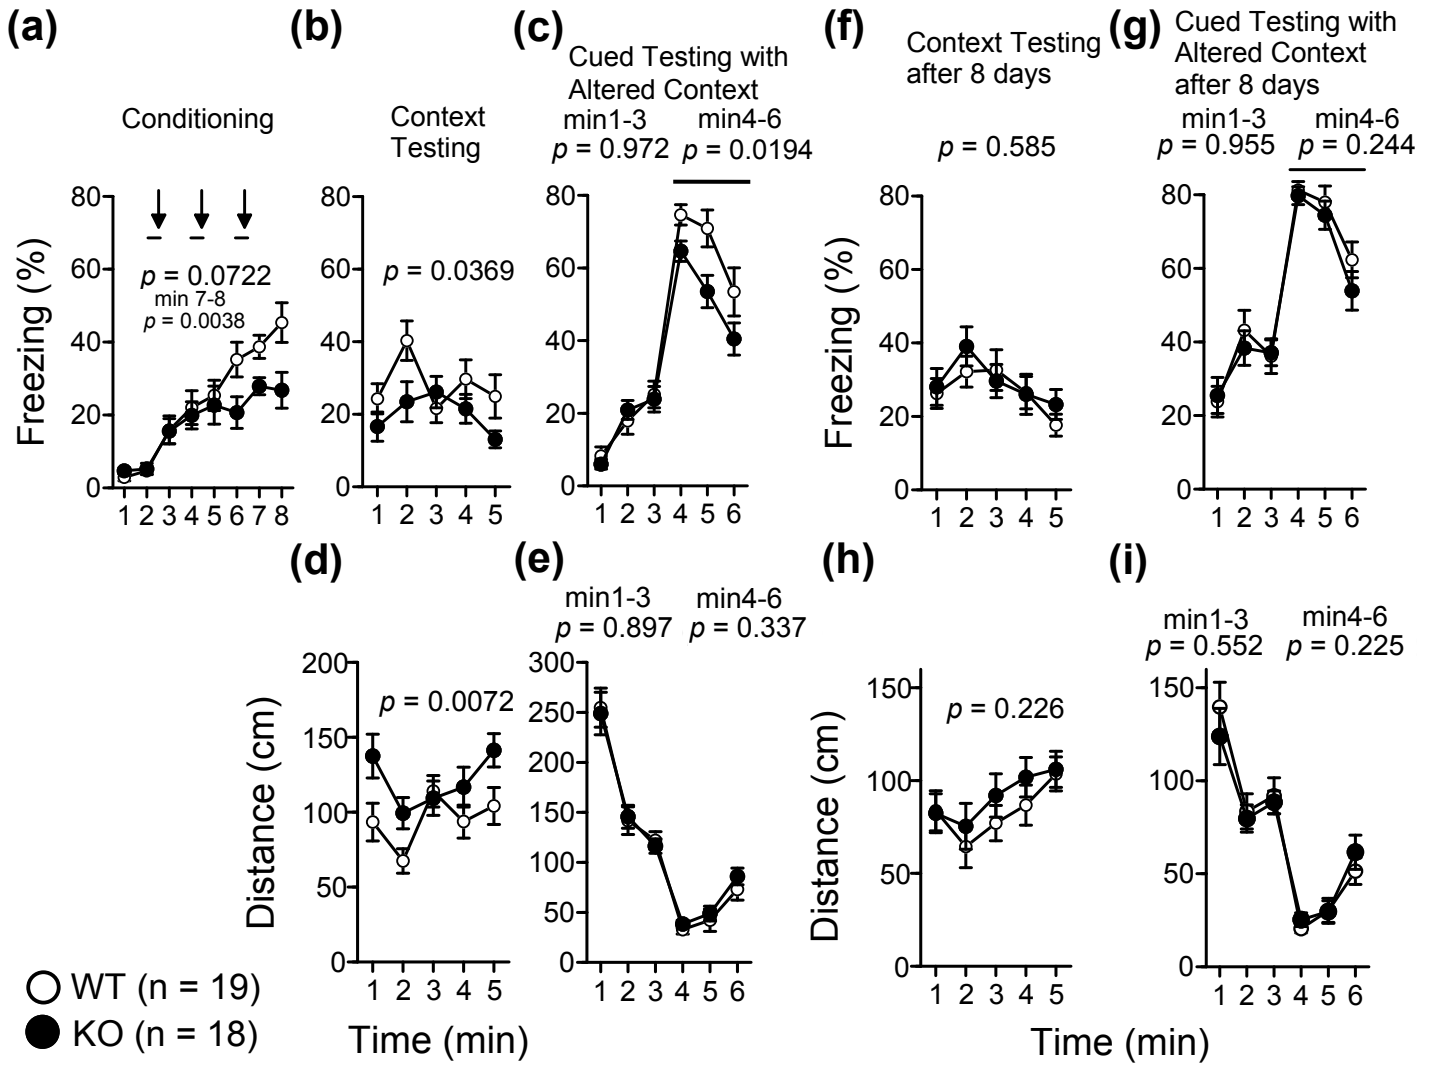 (a)
Conditioning
p = 0.0722
min 7-8
p = 0.0038
Freezing (%)
80
60
40
20
0
1 2 3 4 5 6 7 8
(b)
Context
Testing
p = 0.0369
80
60
40
20
0
1 2 3 4 5
(c)
Cued Testing with
Altered Context
min1-3 min4-6
p = 0.972 p = 0.0194
80
60
40
20
0
1 2 3 4 5 6
(f)
Context Testing
after 8 days
p = 0.585
Freezing (%)
80
60
40
20
0
1 2 3 4 5
(g)
Cued Testing with
Altered Context
after 8 days
min1-3 min4-6
p = 0.955 p = 0.244
80
60
40
20
0
1 2 3 4 5 6
(d)
p = 0.0072
Distance (cm)
200
150
100
50
0
1 2 3 4 5
(e)
min1-3 min4-6
p = 0.897 p = 0.337
300
250
200
150
100
50
0
1 2 3 4 5 6
(h)
p = 0.226
Distance (cm)
150
100
50
0
1 2 3 4 5
(i)
min1-3 min4-6
p = 0.552 p = 0.225
150
100
50
0
1 2 3 4 5 6
WT (n = 19)
KO (n = 18)
Time (min)
Time (min)